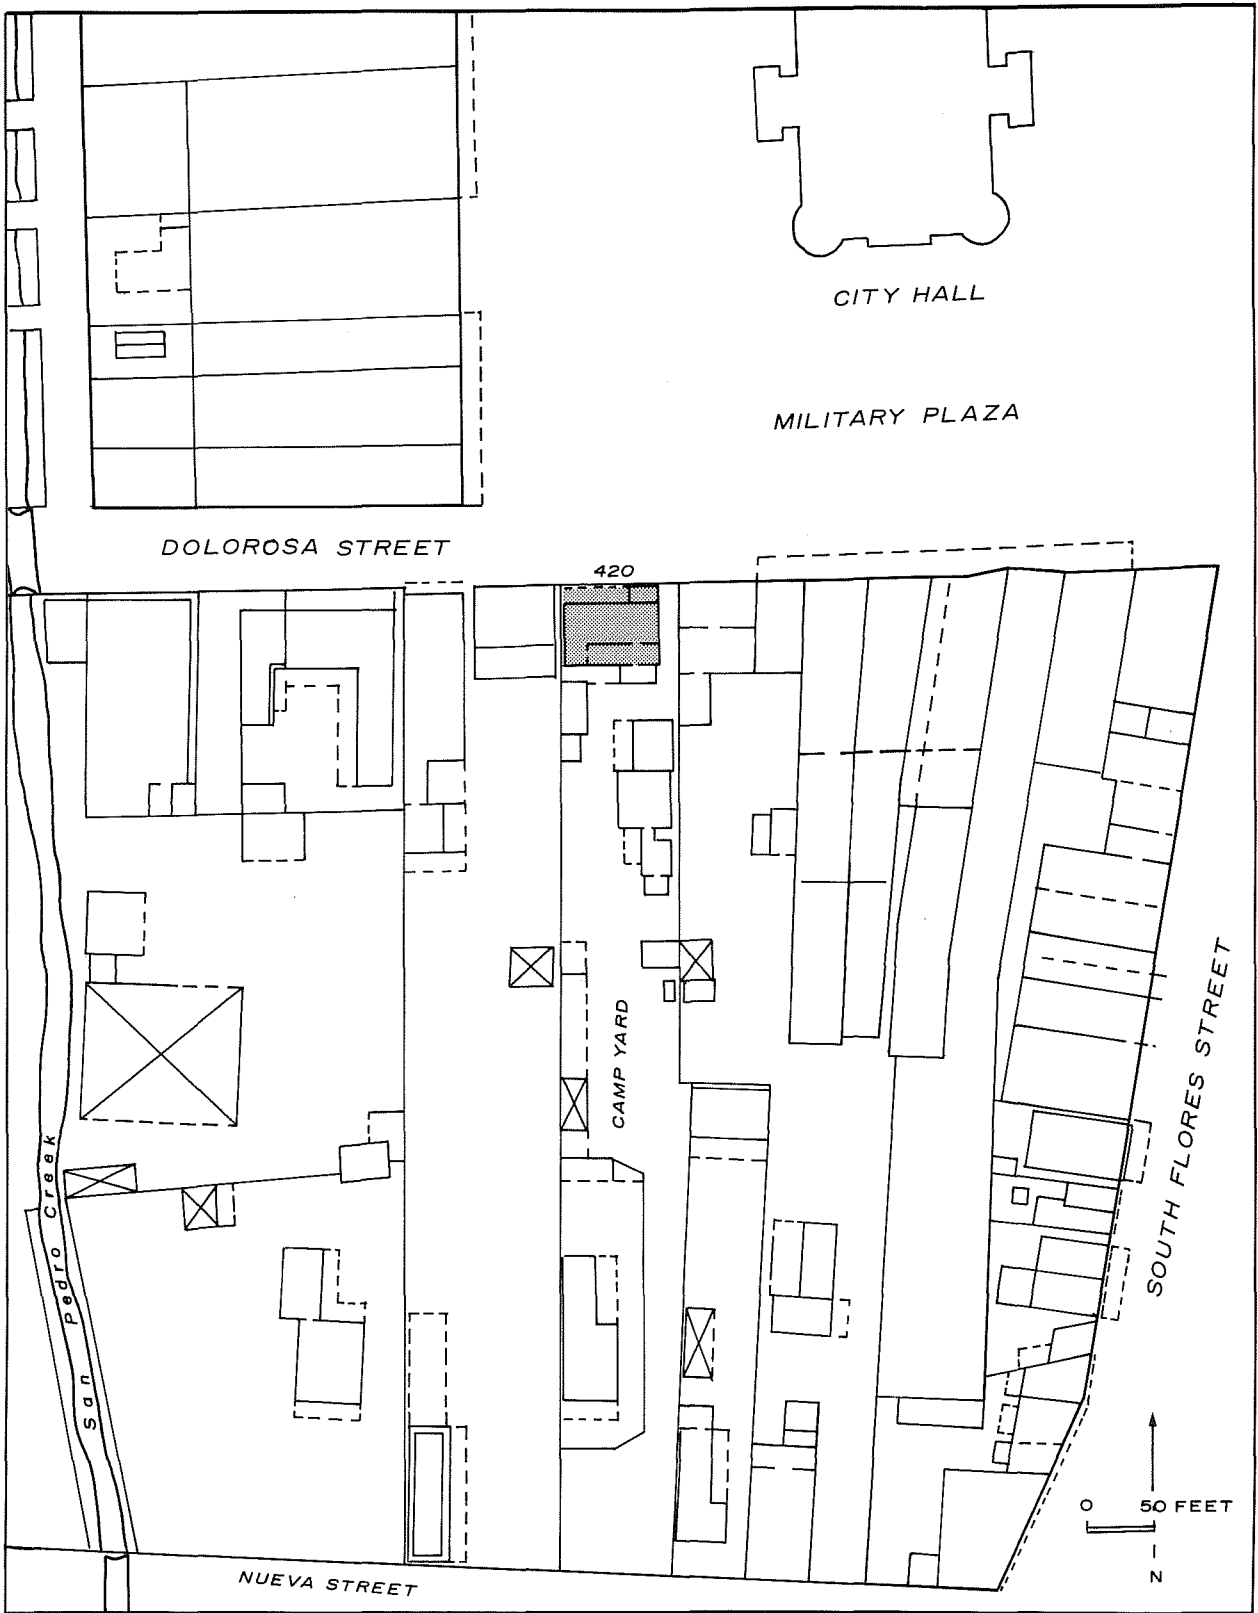 CITY HALL
MILITARY PLAZA
DOLOROSA STREET
420
CAMP YARD
SOUTH FLORES STREET
San Pedro Creek
0 50 FEET
N
NUEVA STREET